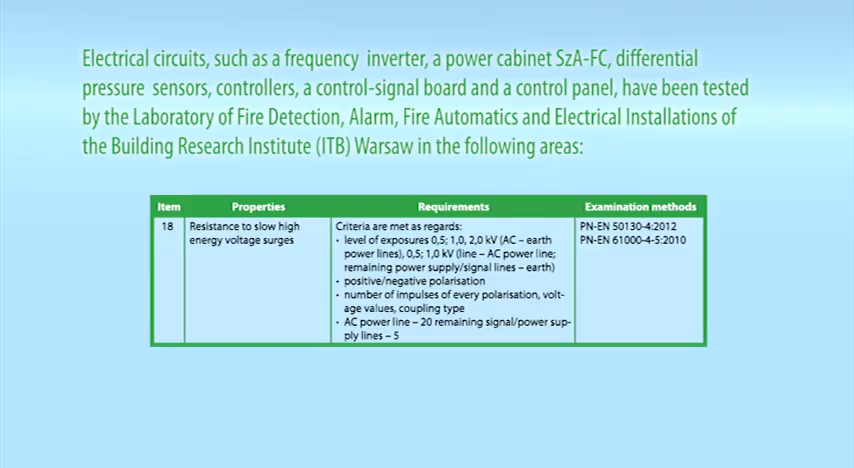 Electrical circuits, such as a frequency inverter, a power cabinet SzA-FC, differential
pressure sensors, controllers, a control-signal board and a control panel, have been tested
by the Laboratory of Fire Detection, Alarm, Fire Automatics and Electrical Installations of
the Building Research Institute (ITB) Warsaw in the following areas:
Item Properties Requirements Examination methods
18 Resistance to slow high Criteria are met as regards: PN-EN 50130-4:2012
energy voltage surges • level of exposures 0,5; 1,0, 2,0 kV (AC – earth PN-EN 61000-4-5:2010
power lines), 0,5; 1,0 kV (line – AC power line;
remaining power supply/signal lines – earth)
• positive/negative polarisation
• number of impulses of every polarisation, volt-
age values, coupling type
• AC power line – 20 remaining signal/power sup-
ply lines – 5